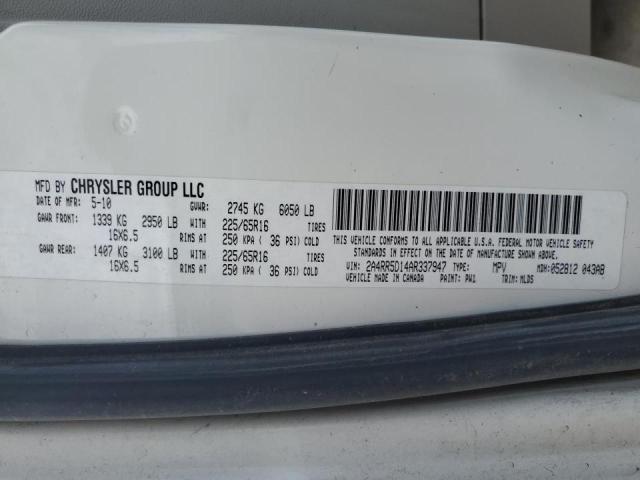 MFD BY CHRYSLER GROUP LLC
DATE OF MFR: 5-10 GVWR: 2745 KG 6050 LB
GAWR FRONT: 1339 KG 2950 LB WITH 225/65R16 TIRES
16X6.5 RIMS AT 250 KPA ( 36 PSI) COLD
GAWR REAR: 1407 KG 3100 LB WITH 225/65R16 TIRES
16X6.5 RIMS AT 250 KPA ( 36 PSI) COLD
THIS VEHICLE CONFORMS TO ALL APPLICABLE U.S.A. FEDERAL MOTOR VEHICLE SAFETY
STANDARDS IN EFFECT ON THE DATE OF MANUFACTURE SHOWN ABOVE.
VIN: 2A4RR5D14AR337947 TYPE: MPV MDH: 052812 043AB
VEHICLE MADE IN CANADA PAINT: PW1 TRIM: MLDS